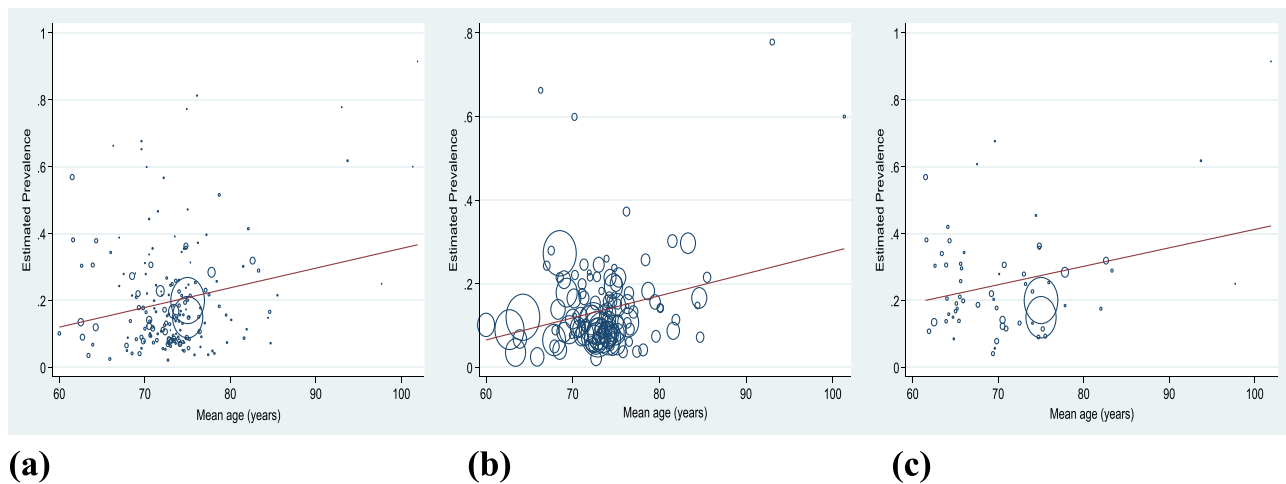 1
.8
.6
.4
.2
0
Estimated Prevalence
60 70 80 90 100
Mean age (years)
.8
.6
.4
.2
0
Estimated Prevalence
60 70 80 90 100
Mean age (years)
1
.8
.6
.4
.2
0
Estimated Prevalence
60 70 80 90 100
Mean age (years)
(a) (b) (c)